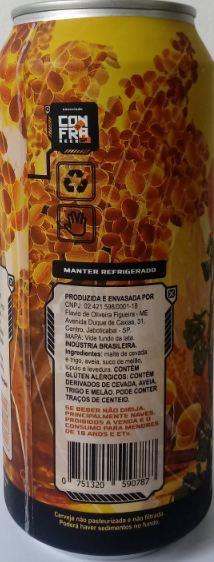 CON
FRA
BEER
MANTER REFRIGERADO
PRODUZIDA E ENVASADA POR
CNPJ: 02.421.598/0001-18
Flavio de Oliveira Figueira - ME
Avenida Duque de Caxias, 31,
Centro, Jaboticabal - SP.
MAPA: Vide fundo da lata.
INDÚSTRIA BRASILEIRA.
Ingredientes: malte de cevada
e trigo, aveia, suco de melão,
lúpulo e levedura. CONTÉM
GLÚTEN ALÉRGICOS: CONTÉM
DERIVADOS DE CEVADA, AVEIA,
TRIGO E MELÃO. PODE CONTER
TRAÇOS DE CENTEIO.
SE BEBER NÃO DIRIJA,
PRINCIPALMENTE NAVES.
PROIBIDOS A VENDA E O
CONSUMO PARA MENORES
DE 18 ANOS E ETs.
0 751320 590787
Cerveja não pasteurizada e não filtrada.
Poderá haver sedimentos no fundo.